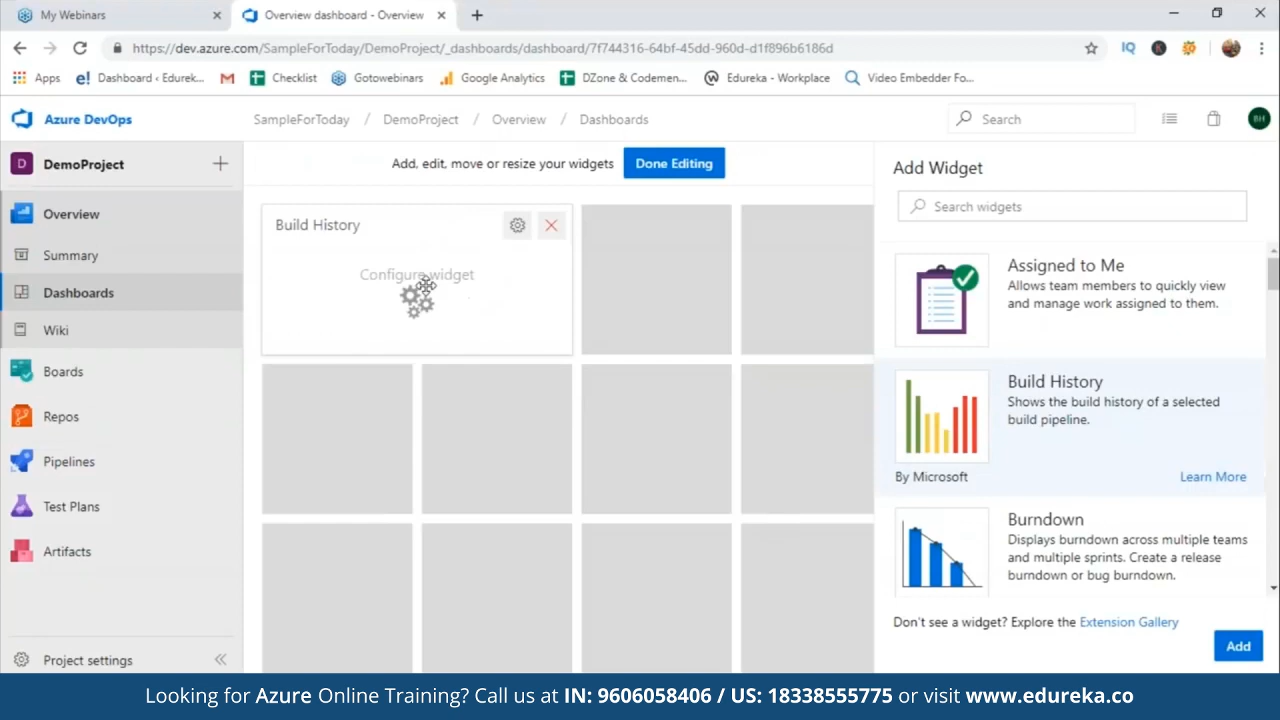 My Webinars
Overview dashboard - Overview
https://dev.azure.com/SampleForToday/DemoProject/_dashboards/dashboard/7f744316-64bf-45dd-960d-d1f896b6186d
IQ
Apps
e! Dashboard ‹ Edurek...
Checklist
Gotowebinars
Google Analytics
DZone & Codemen...
Edureka - Workplace
Video Embedder Fo...
Azure DevOps
SampleForToday / DemoProject / Overview / Dashboards
Search
BH
D DemoProject
Overview
Summary
Dashboards
Wiki
Boards
Repos
Pipelines
Test Plans
Artifacts
Project settings
Add, edit, move or resize your widgets
Done Editing
Build History
Configure widget
Add Widget
Search widgets
Assigned to Me
Allows team members to quickly view
and manage work assigned to them.
Build History
Shows the build history of a selected
build pipeline.
By Microsoft
Learn More
Burndown
Displays burndown across multiple teams
and multiple sprints. Create a release
burndown or bug burndown.
Don't see a widget? Explore the Extension Gallery
Add
Looking for Azure Online Training? Call us at IN: 9606058406 / US: 18338555775 or visit www.edureka.co